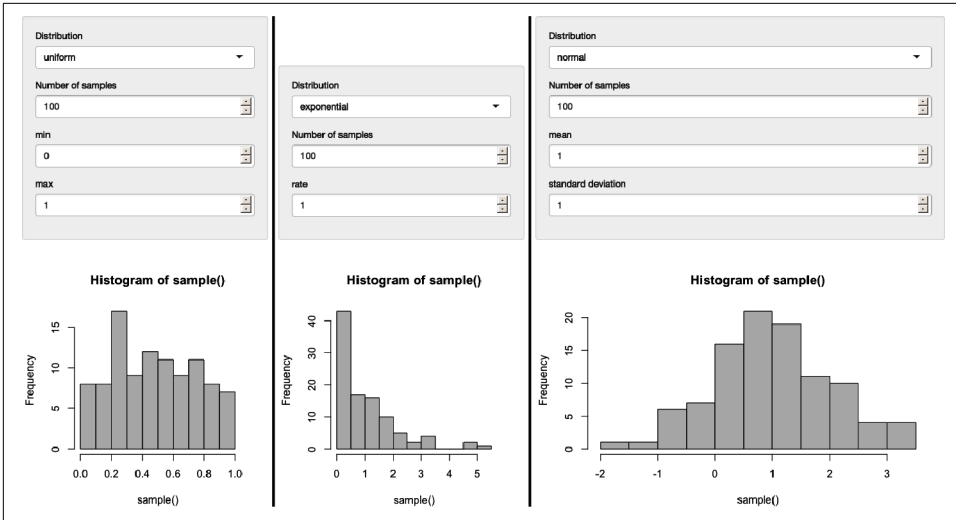 Distribution
uniform
Number of samples
100
min
0
max
1
Histogram of sample()
Frequency
0
5
10
15
0.0 0.2 0.4 0.6 0.8 1.0
sample()
Distribution
exponential
Number of samples
100
rate
1
Histogram of sample()
Frequency
0
10
20
30
40
0 1 2 3 4 5
sample()
Distribution
normal
Number of samples
100
mean
1
standard deviation
1
Histogram of sample()
Frequency
0
5
10
15
20
-2 -1 0 1 2 3
sample()